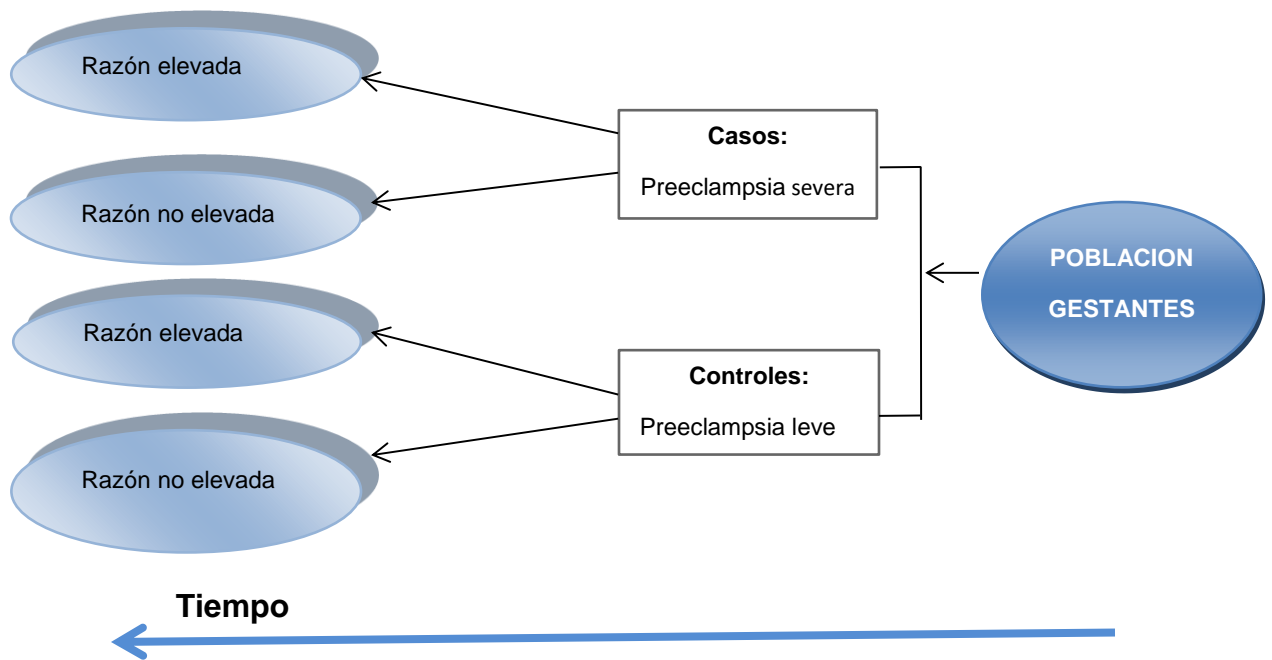 Razón elevada
Razón no elevada
Razón elevada
Razón no elevada
Casos:
Preeclampsia severa
Controles:
Preeclampsia leve
POBLACION
GESTANTES
Tiempo